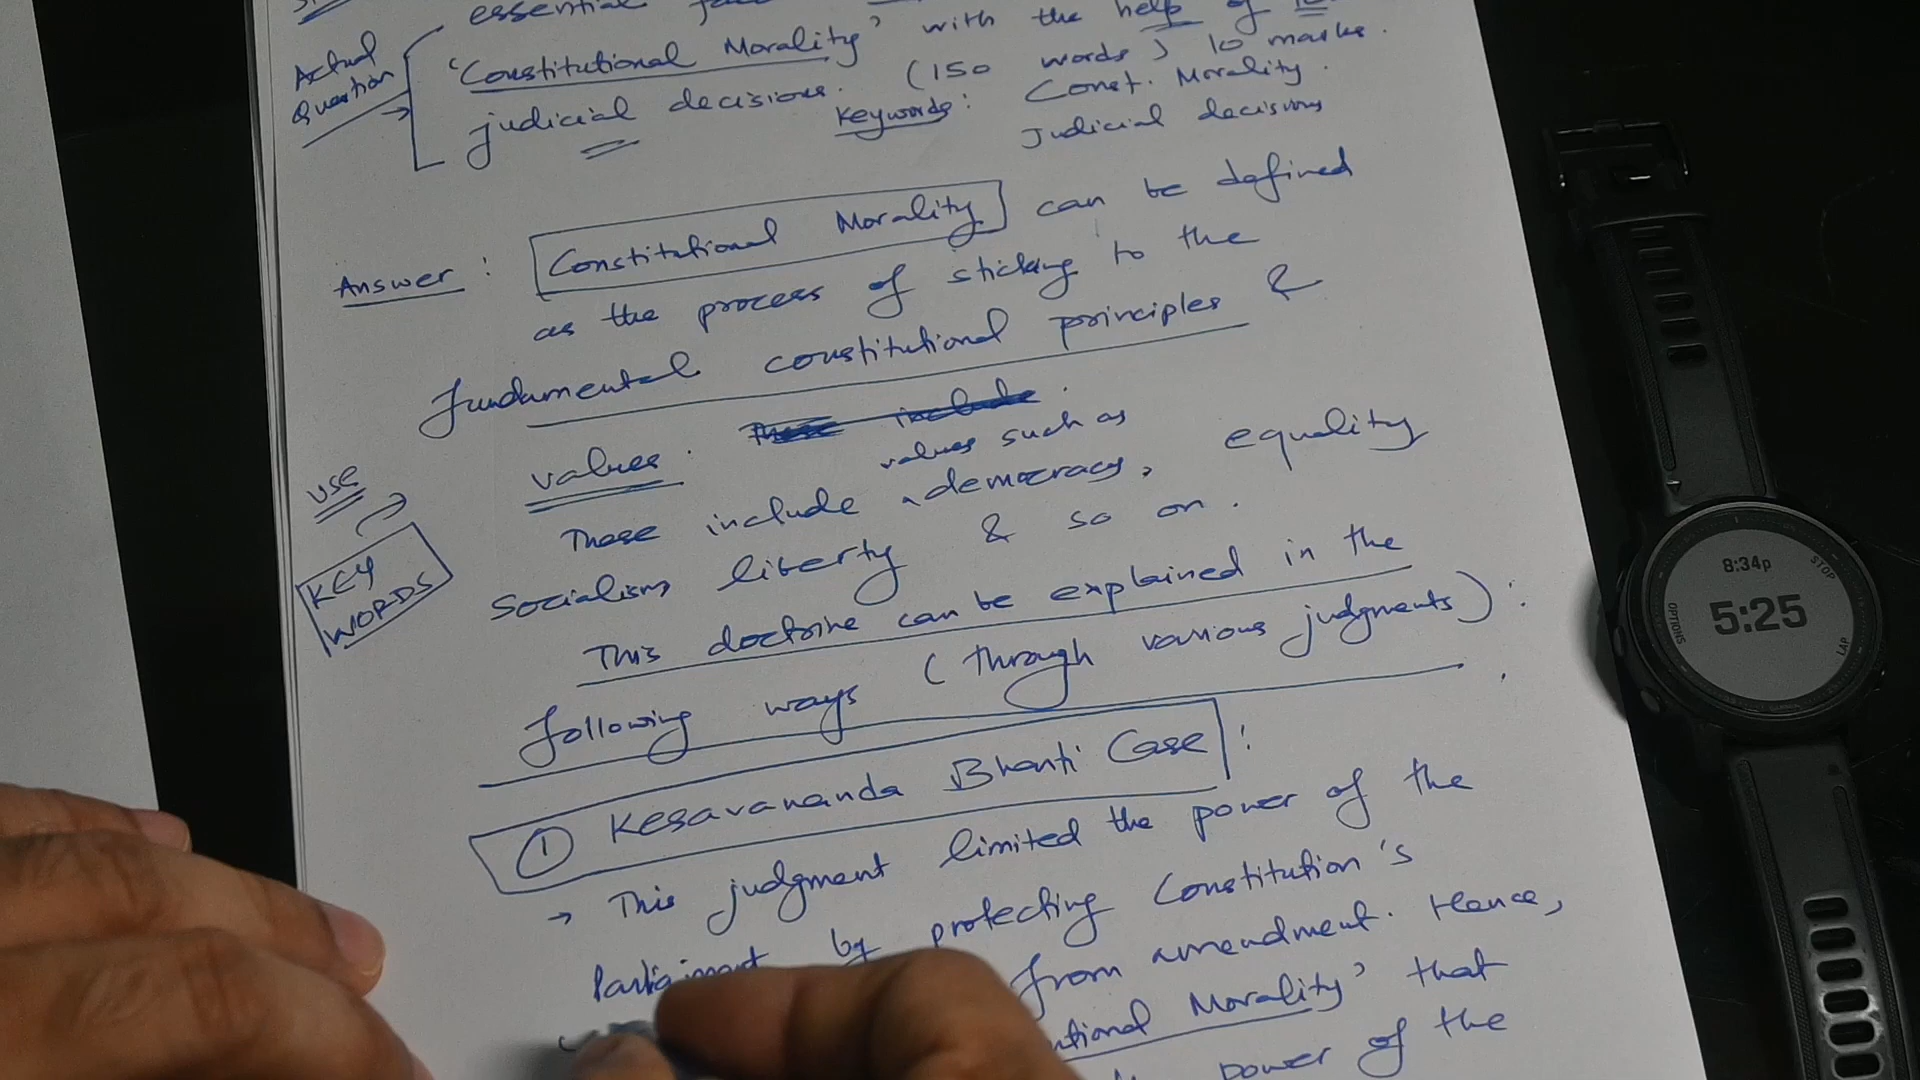 essential
Actual
Question
'Constitutional Morality' with the help of
judicial decisions. (150 words) 10 marks.
Keywords: Const. Morality.
Judicial decisions
Answer : Constitutional Morality can be defined
as the process of sticking to the
fundamental constitutional principles &
values. These include
values such as
These include democracy, equality
socialism liberty & so on.
USE
KEY
WORDS
This doctrine can be explained in the
following ways (through various judgments) :
1 Kesavananda Bharti Case :
→ This judgment limited the power of the
Parliament by protecting Constitution's
from amendment. Hence,
Morality' that
power of the
8:34p
5:25
STOP
OPTIONS
LAP